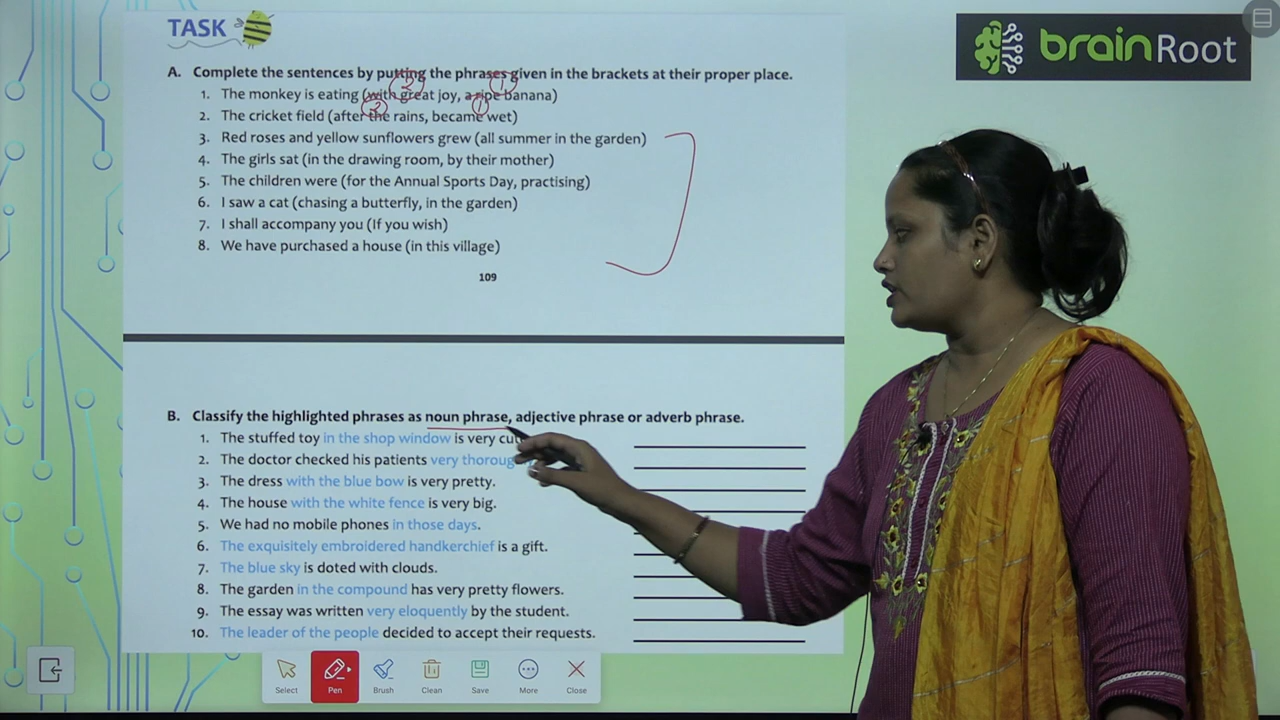 TASK
brainRoot
A. Complete the sentences by putting the phrases given in the brackets at their proper place.
2 1
1. The monkey is eating (with great joy, a ripe banana)
2 1
2. The cricket field (after the rains, became wet)
3. Red roses and yellow sunflowers grew (all summer in the garden)
4. The girls sat (in the drawing room, by their mother)
5. The children were (for the Annual Sports Day, practising)
6. I saw a cat (chasing a butterfly, in the garden)
7. I shall accompany you (If you wish)
8. We have purchased a house (in this village)
109
B. Classify the highlighted phrases as noun phrase, adjective phrase or adverb phrase.
1. The stuffed toy in the shop window is very
2. The doctor checked his patients very
3. The dress with the blue bow is very pretty.
4. The house with the white fence is very big.
5. We had no mobile phones in those days.
6. The exquisitely embroidered handkerchief is a gift.
7. The blue sky is doted with clouds.
8. The garden in the compound has very pretty flowers.
9. The essay was written very eloquently by the student.
10. The leader of the people decided to accept their requests.
Select Pen Brush Clean Save More Close